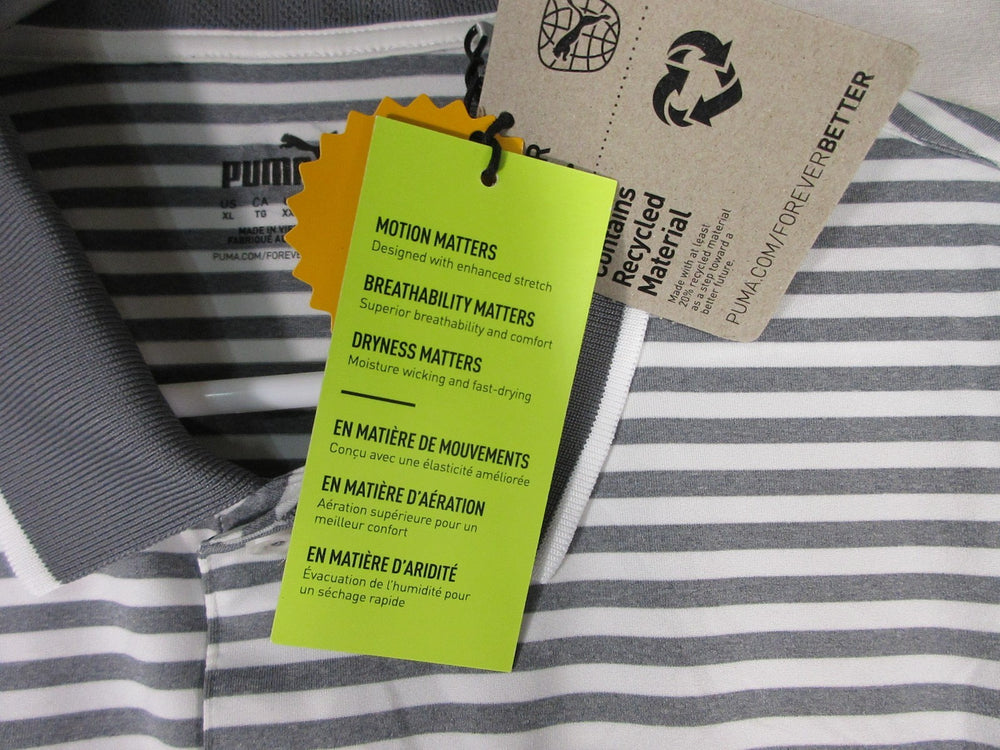 PUMA
US CA
XL TG
MADE IN
FABRIQUÉ
PUMA.COM/FOREVE
MOTION MATTERS
Designed with enhanced stretch
BREATHABILITY MATTERS
Superior breathability and comfort
DRYNESS MATTERS
Moisture wicking and fast-drying
EN MATIÈRE DE MOUVEMENTS
Conçu avec une élasticité améliorée
EN MATIÈRE D'AÉRATION
Aération supérieure pour un
meilleur confort
EN MATIÈRE D'ARIDITÉ
Évacuation de l'humidité pour
un séchage rapide
contains
Recycled
Material
Made with at least
20% recycled material
as a step toward a
better future.
PUMA.COM/FOREVERBETTER